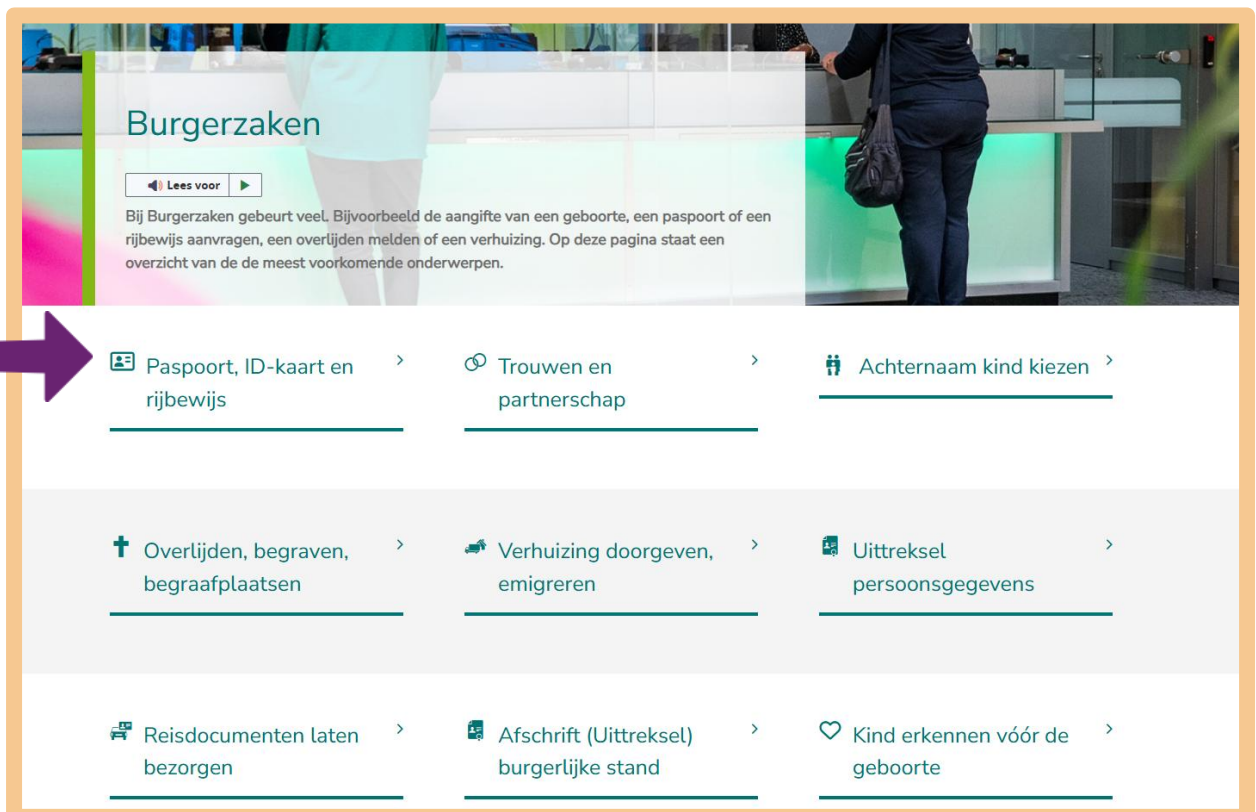 Burgerzaken
Lees voor
Bij Burgerzaken gebeurt veel. Bijvoorbeeld de aangifte van een geboorte, een paspoort of een
rijbewijs aanvragen, een overlijden melden of een verhuizing. Op deze pagina staat een
overzicht van de de meest voorkomende onderwerpen.
Paspoort, ID-kaart en
rijbewijs
Trouwen en
partnerschap
Achternaam kind kiezen
Overlijden, begraven,
begraafplaatsen
Verhuizing doorgeven,
emigreren
Uittreksel
persoonsgegevens
Reisdocumenten laten
bezorgen
Afschrift (Uittreksel)
burgerlijke stand
Kind erkennen vóór de
geboorte